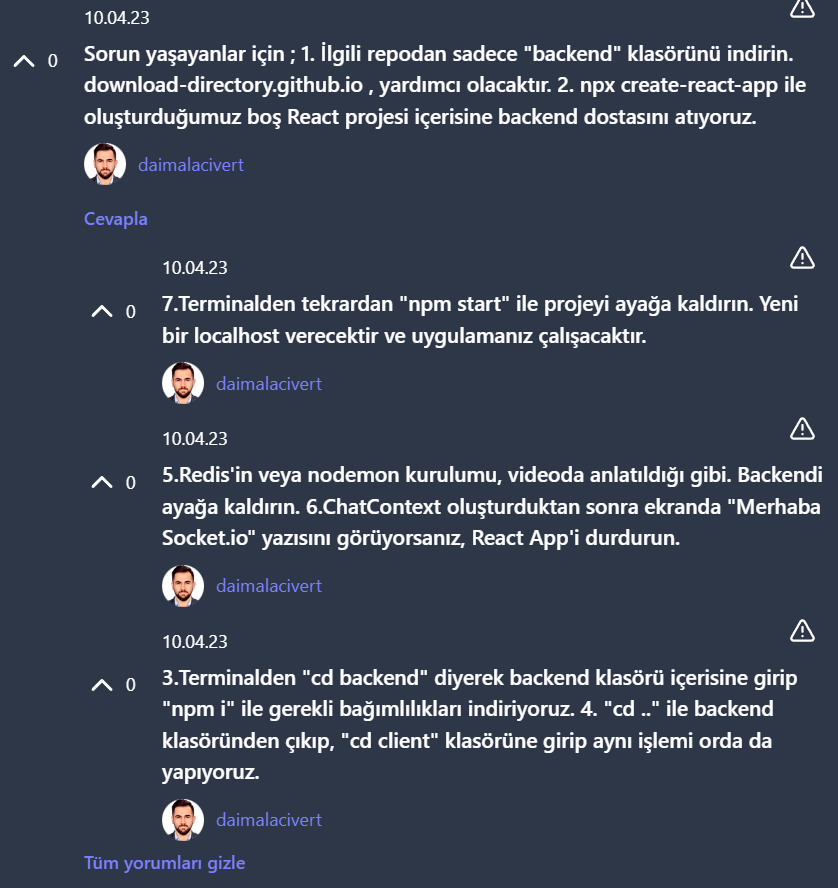 10.04.23
0
Sorun yaşayanlar için ; 1. İlgili repodan sadece "backend" klasörünü indirin.
download-directory.github.io , yardımcı olacaktır. 2. npx create-react-app ile
oluşturduğumuz boş React projesi içerisine backend dostasını atıyoruz.
daimalacivert
Cevapla
10.04.23
0
7.Terminalden tekrardan "npm start" ile projeyi ayağa kaldırın. Yeni
bir localhost verecektir ve uygulamanız çalışacaktır.
daimalacivert
10.04.23
0
5.Redis'in veya nodemon kurulumu, videoda anlatıldığı gibi. Backendi
ayağa kaldırın. 6.ChatContext oluşturduktan sonra ekranda "Merhaba
Socket.io" yazısını görüyorsanız, React App'i durdurun.
daimalacivert
10.04.23
0
3.Terminalden "cd backend" diyerek backend klasörü içerisine girip
"npm i" ile gerekli bağımlılıkları indiriyoruz. 4. "cd .." ile backend
klasöründen çıkıp, "cd client" klasörüne girip aynı işlemi orda da
yapıyoruz.
daimalacivert
Tüm yorumları gizle